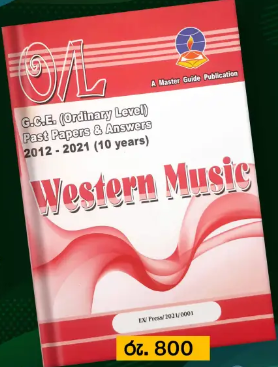 O/L
A Master Guide Publication
G.C.E. (Ordinary Level)
Past Papers & Answers
2012 - 2021 (10 years)
Western Music
EX/ Press/2021/0001
රු. 800